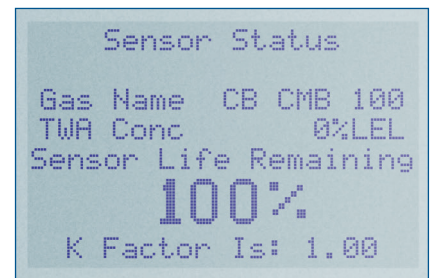 Sensor Status
Gas Name CB CMB 100
TWA Conc 0%LEL
Sensor Life Remaining
100%
K Factor Is: 1.00